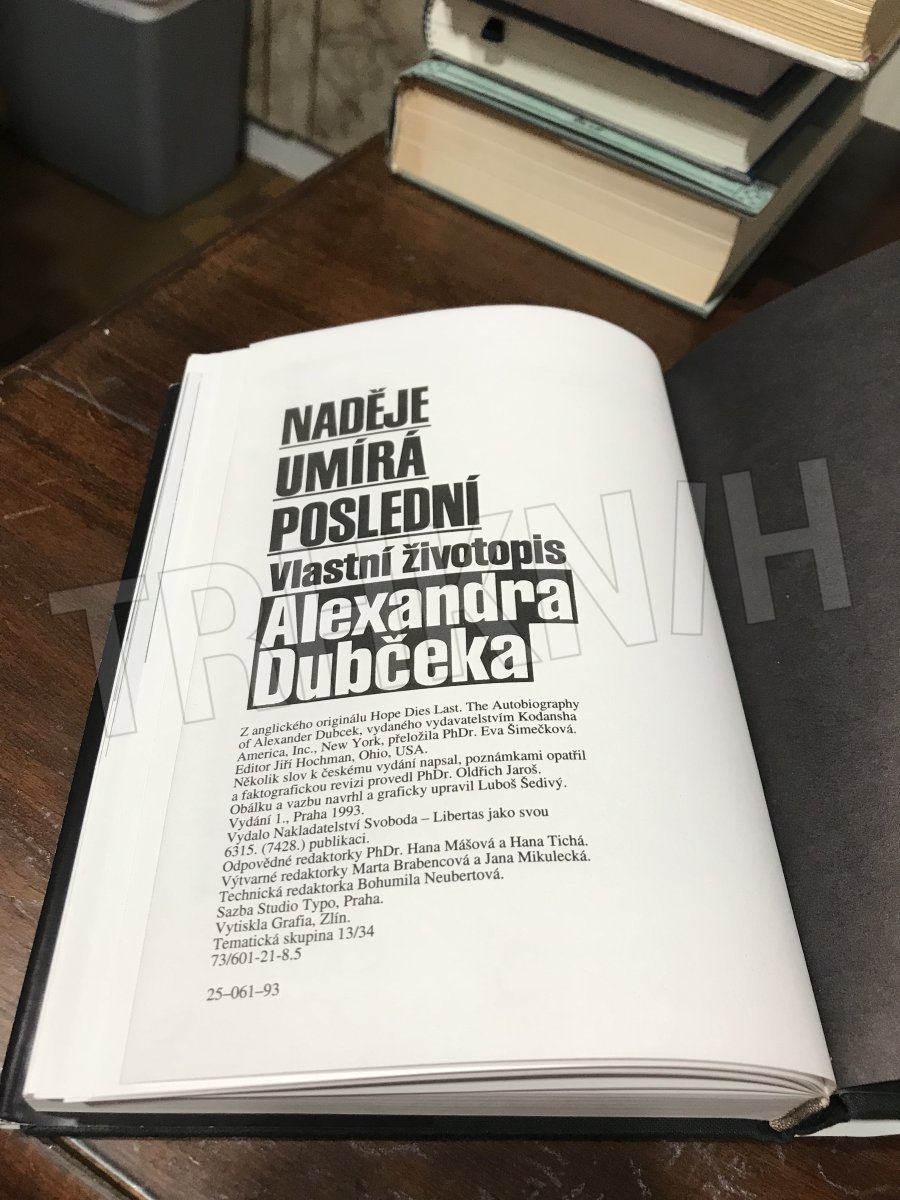 NADĚJE
UMÍRÁ
POSLEDNÍ
Vlastní životopis
Alexandra
Dubčeka
Z anglického originálu Hope Dies Last. The Autobiography
of Alexander Dubcek, vydaného vydavatelstvím Kodansha
America, Inc., New York, přeložila PhDr. Eva Šimečková.
Editor Jiří Hochman, Ohio, USA.
Několik slov k českému vydání napsal, poznámkami opatřil
a faktografickou revizi provedl PhDr. Oldřich Jaroš.
Obálku a vazbu navrhl a graficky upravil Luboš Šedivý.
Vydání 1., Praha 1993.
Vydalo Nakladatelství Svoboda – Libertas jako svou
6315. (7428.) publikaci.
Odpovědné redaktorky PhDr. Hana Mášová a Hana Tichá.
Výtvarné redaktorky Marta Brabencová a Jana Mikulecká.
Technická redaktorka Bohumila Neubertová.
Sazba Studio Typo, Praha.
Vytiskla Grafia, Zlín.
Tematická skupina 13/34
73/601-21-8.5
25–061–93